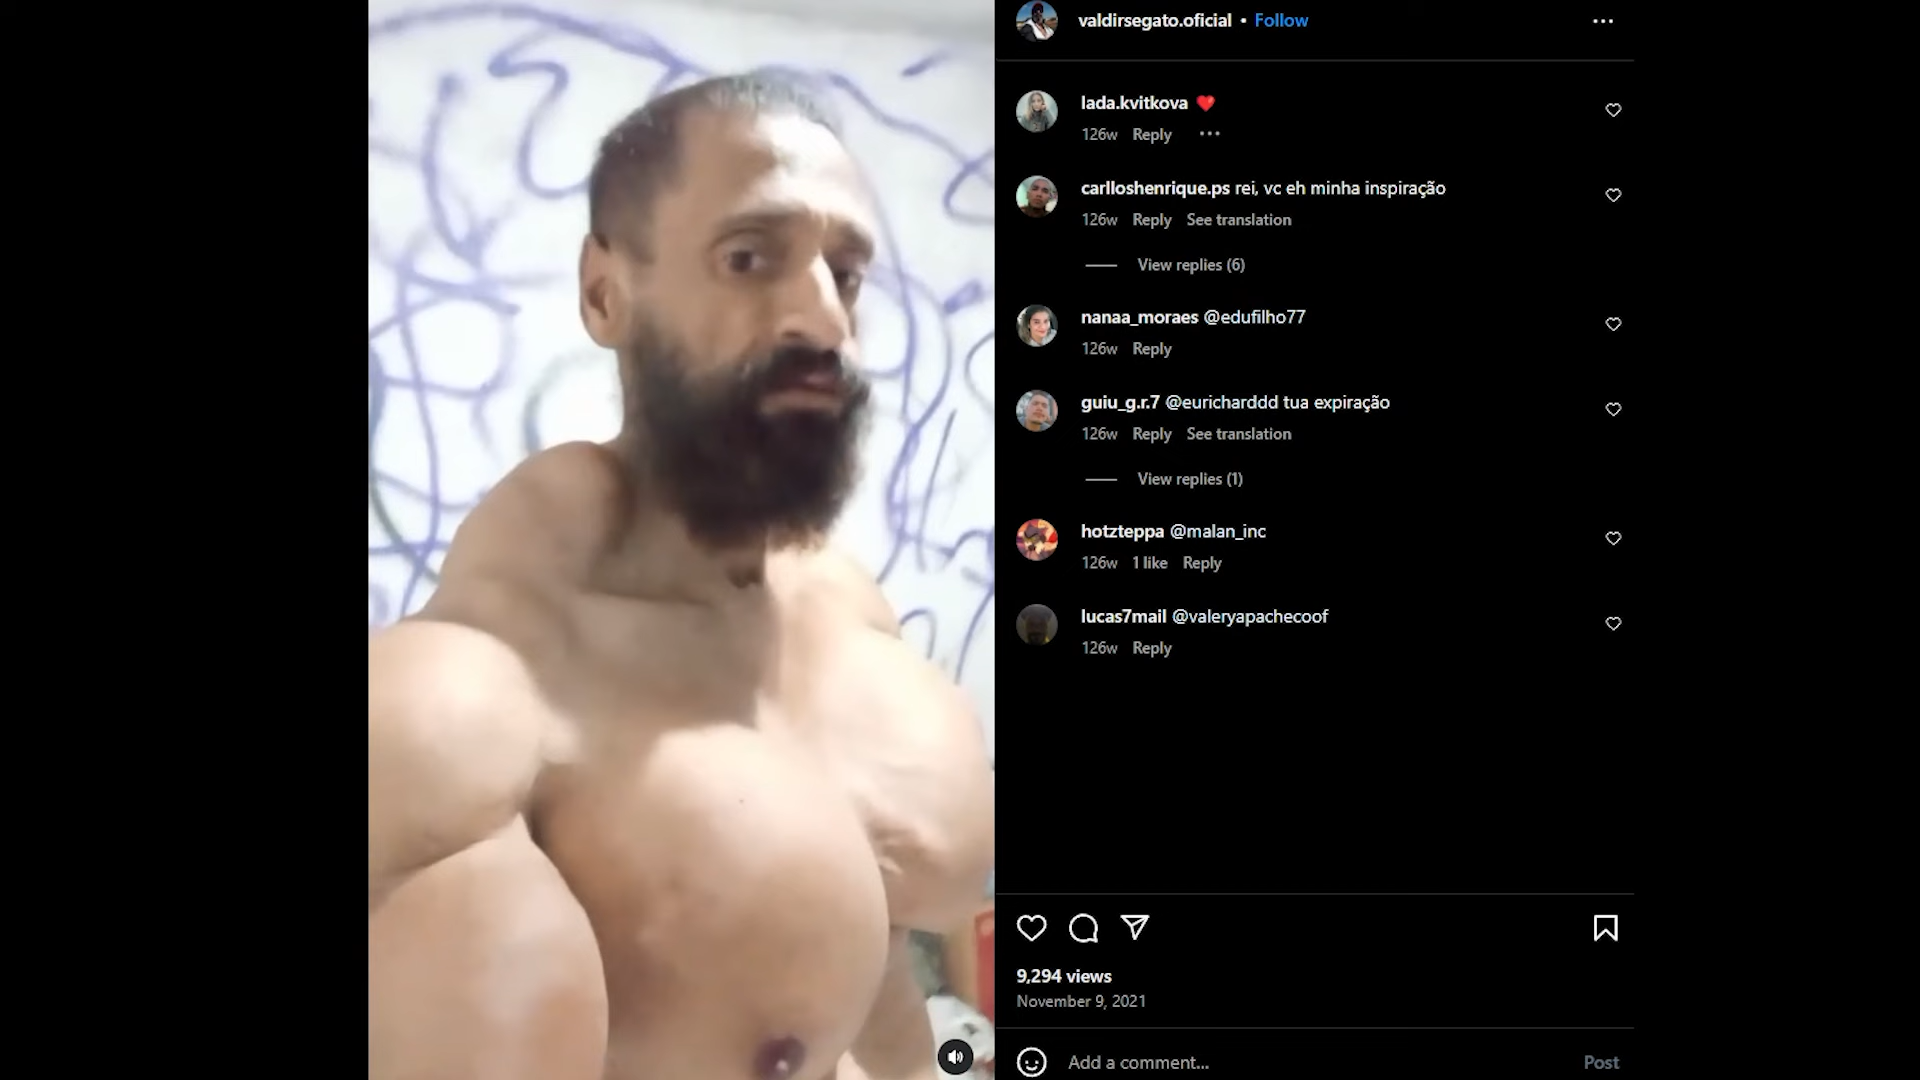 valdirsegato.oficial • Follow
lada.kvitkova ❤️
126w Reply
carlloshenrique.ps rei, vc eh minha inspiração
126w Reply See translation
View replies (6)
nanaa_moraes @edufilho77
126w Reply
guiu_g.r.7 @euricharddd tua expiração
126w Reply See translation
View replies (1)
hotzteppa @malan_inc
126w 1 like Reply
lucas7mail @valeryapachecoof
126w Reply
9,294 views
November 9, 2021
Add a comment... Post